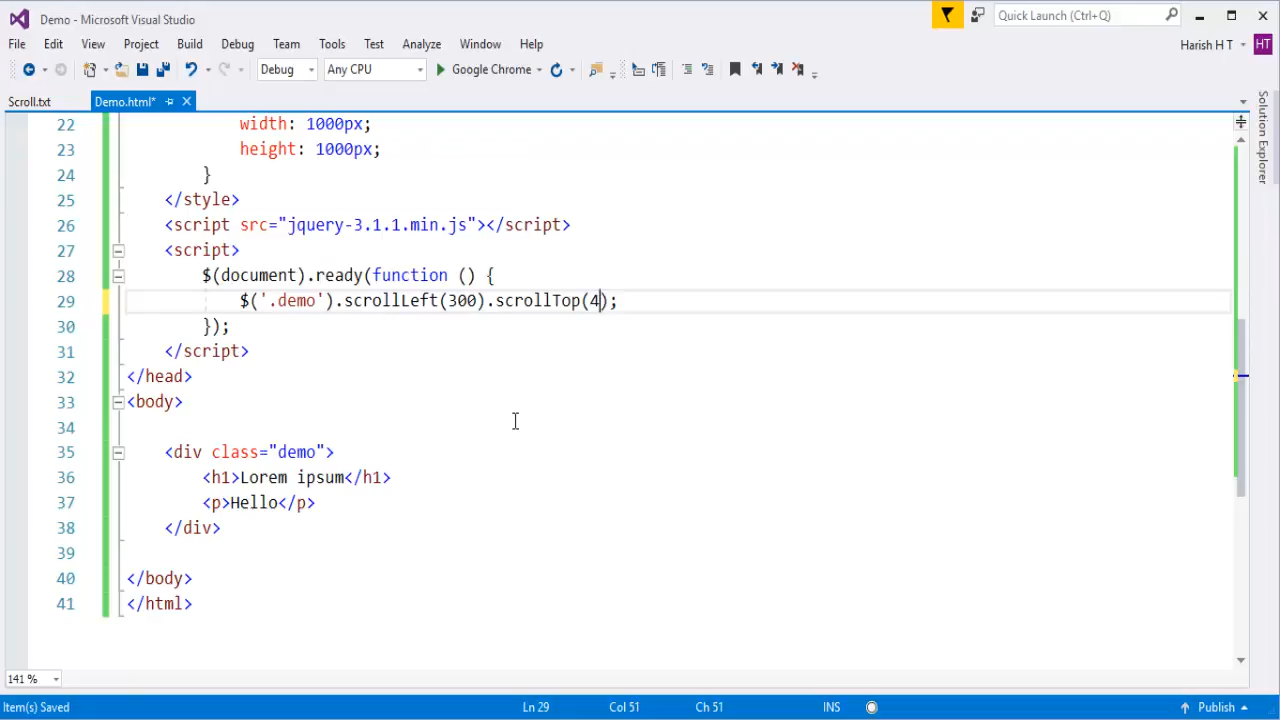 Demo - Microsoft Visual Studio
Quick Launch (Ctrl+Q)
File Edit View Project Build Debug Team Tools Test Analyze Window Help
Harish H T HT
Debug Any CPU Google Chrome
Scroll.txt Demo.html*
Solution Explorer
22 width: 1000px;
23 height: 1000px;
24 }
25 </style>
26 <script src="jquery-3.1.1.min.js"></script>
27 <script>
28 $(document).ready(function () {
29 $('.demo').scrollLeft(300).scrollTop(4);
30 });
31 </script>
32 </head>
33 <body>
34
35 <div class="demo">
36 <h1>Lorem ipsum</h1>
37 <p>Hello</p>
38 </div>
39
40 </body>
41 </html>
141 %
Item(s) Saved Ln 29 Col 51 Ch 51 INS Publish